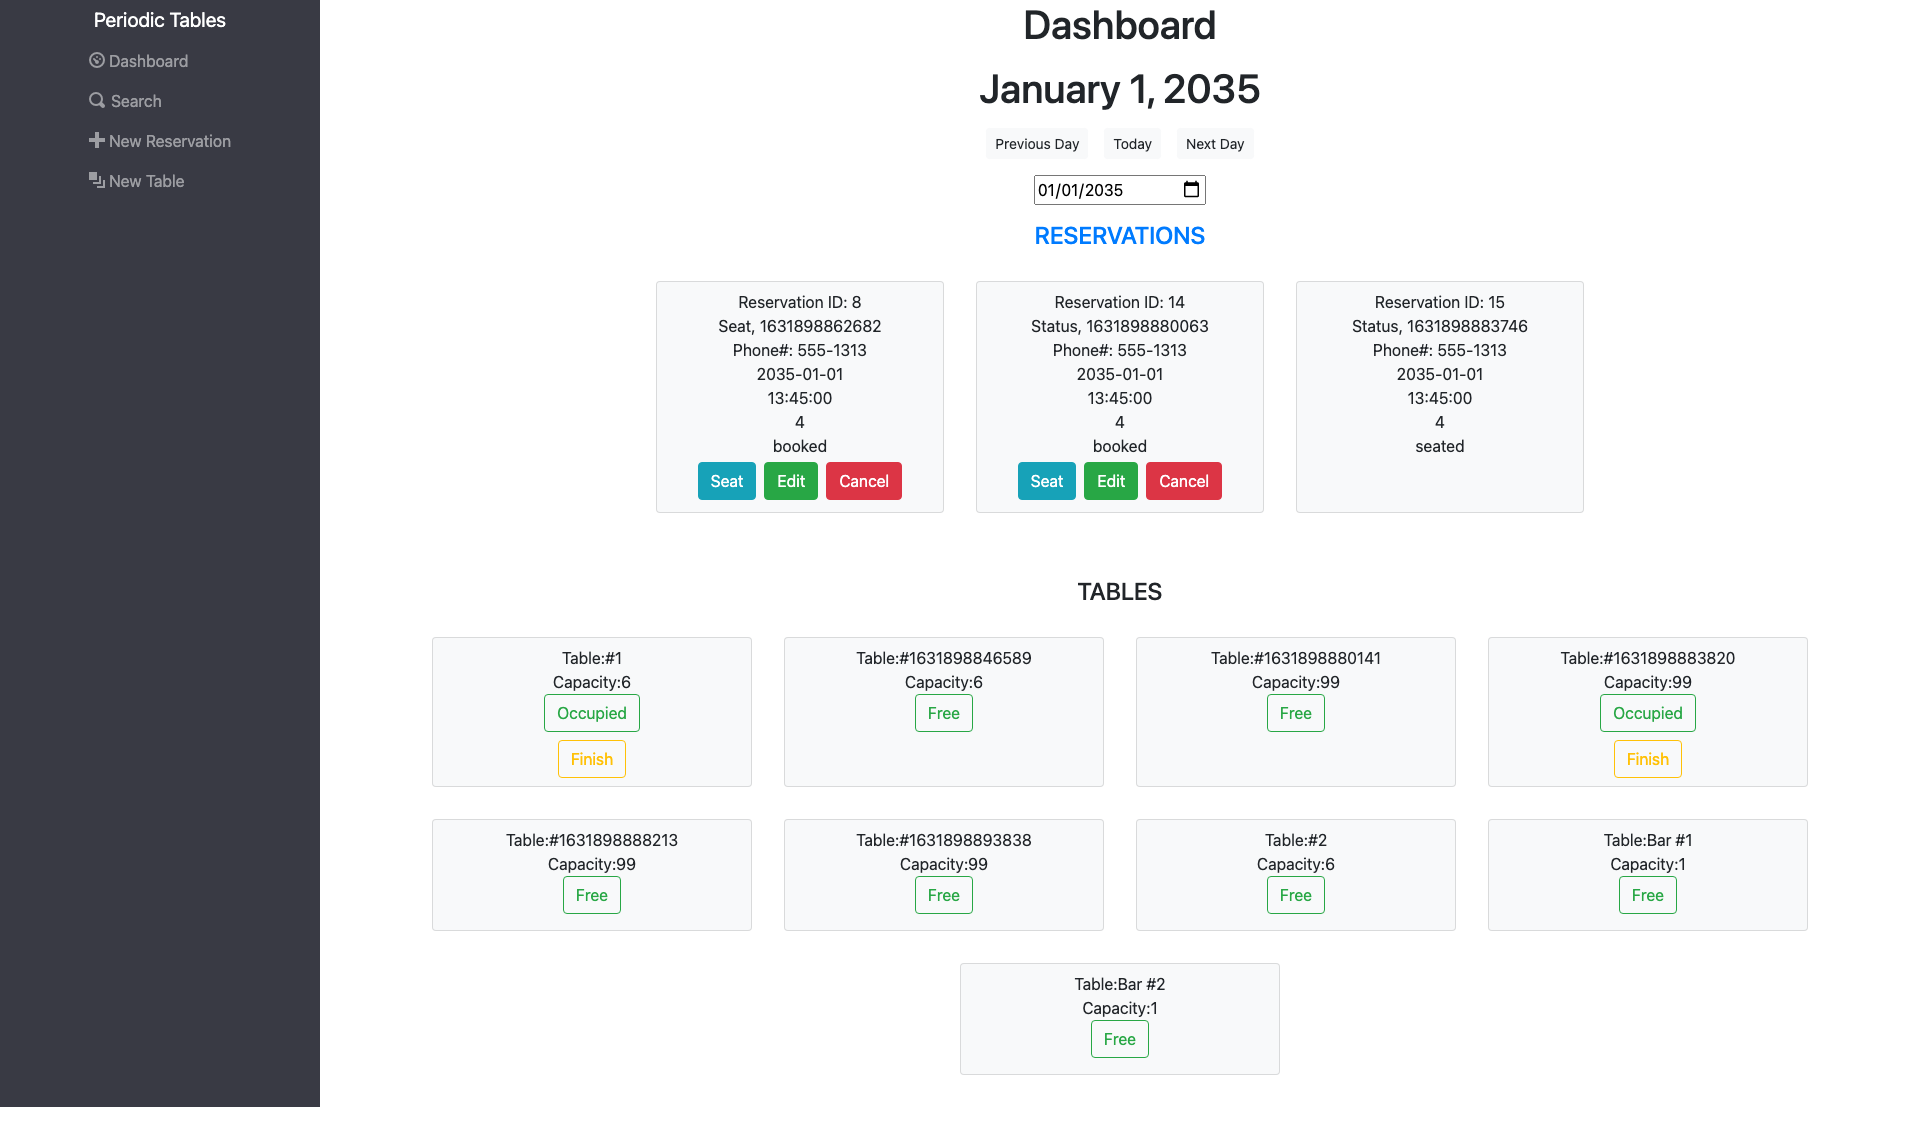 Periodic Tables
Dashboard
Search
New Reservation
New Table
Dashboard
January 1, 2035
Previous Day Today Next Day
01/01/2035
RESERVATIONS
Reservation ID: 8
Seat, 1631898862682
Phone#: 555-1313
2035-01-01
13:45:00
4
booked
Seat Edit Cancel
Reservation ID: 14
Status, 1631898880063
Phone#: 555-1313
2035-01-01
13:45:00
4
booked
Seat Edit Cancel
Reservation ID: 15
Status, 1631898883746
Phone#: 555-1313
2035-01-01
13:45:00
4
seated
TABLES
Table:#1
Capacity:6
Occupied
Finish
Table:#1631898846589
Capacity:6
Free
Table:#1631898880141
Capacity:99
Free
Table:#1631898883820
Capacity:99
Occupied
Finish
Table:#1631898888213
Capacity:99
Free
Table:#1631898893838
Capacity:99
Free
Table:#2
Capacity:6
Free
Table:Bar #1
Capacity:1
Free
Table:Bar #2
Capacity:1
Free